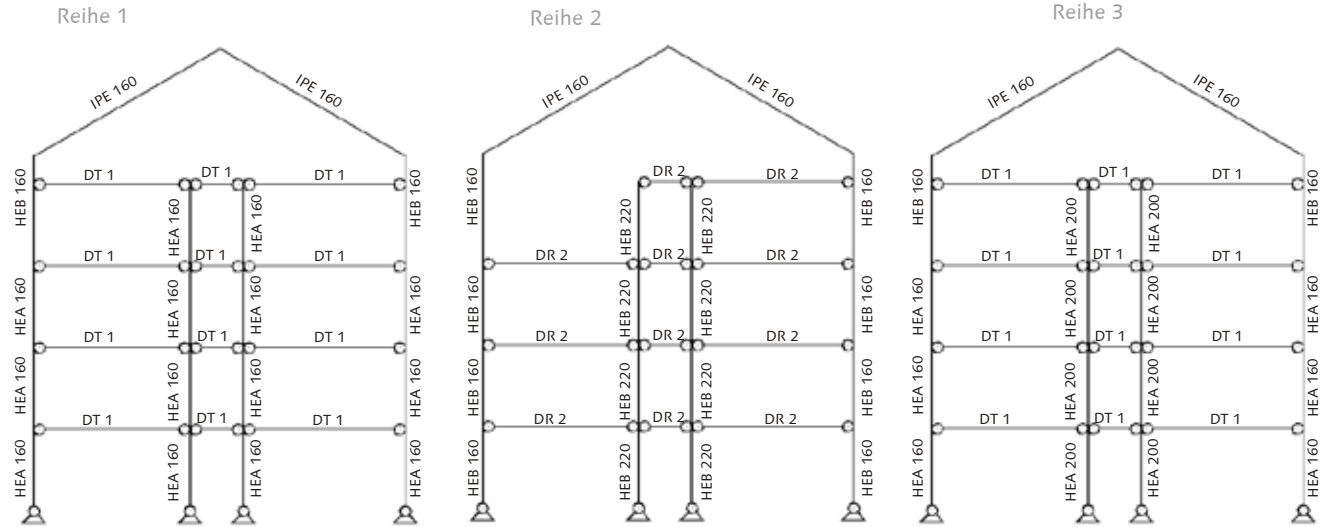 Reihe 1
IPE 160
IPE 160
HEB 160
DT 1
DT 1
DT 1
HEB 160
HEA 160
HEA 160
DT 1
DT 1
DT 1
HEA 160
HEA 160
HEA 160
HEA 160
DT 1
DT 1
DT 1
HEA 160
HEA 160
HEA 160
HEA 160
DT 1
DT 1
DT 1
HEA 160
HEA 160
HEA 160
HEA 160
Reihe 2
IPE 160
IPE 160
HEB 160
DR 2
DR 2
HEB 160
HEB 220
HEB 220
DR 2
DR 2
DR 2
HEB 160
HEB 220
HEB 220
HEB 160
DR 2
DR 2
DR 2
HEB 160
HEB 220
HEB 220
HEB 160
DR 2
DR 2
DR 2
HEB 160
HEB 220
HEB 220
HEB 160
Reihe 3
IPE 160
IPE 160
HEB 160
DT 1
DT 1
DT 1
HEB 160
HEA 200
HEA 200
DT 1
DT 1
DT 1
HEA 160
HEA 200
HEA 200
HEA 160
DT 1
DT 1
DT 1
HEA 160
HEA 200
HEA 200
HEA 160
DT 1
DT 1
DT 1
HEA 160
HEA 200
HEA 200
HEA 160